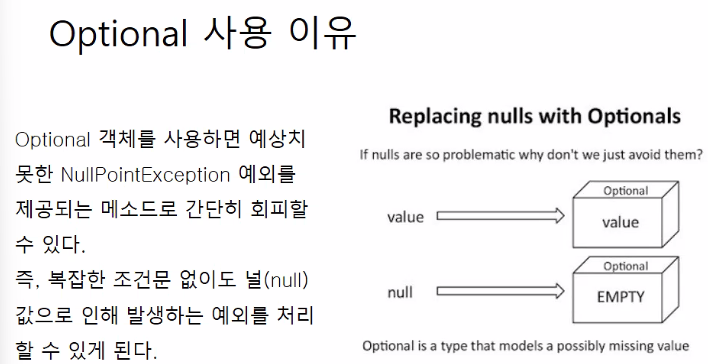 Optional 사용 이유
Optional 객체를 사용하면 예상치
못한 NullPointException 예외를
제공되는 메소드로 간단히 회피할
수 있다.
즉, 복잡한 조건문 없이도 널(null)
값으로 인해 발생하는 예외를 처리
할 수 있게 된다.
Replacing nulls with Optionals
If nulls are so problematic why don't we just avoid them?
Optional
value
value
Optional
null
EMPTY
Optional is a type that models a possibly missing value